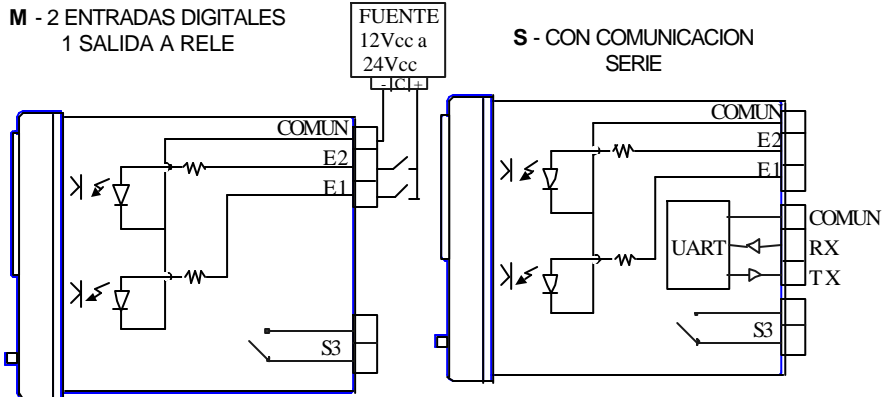 M - 2 ENTRADAS DIGITALES
1 SALIDA A RELE
FUENTE
12Vcc a
24Vcc
- C +
COMUN
E2
E1
S3
S - CON COMUNICACION
SERIE
COMUN
E2
E1
UART
COMUN
RX
TX
S3